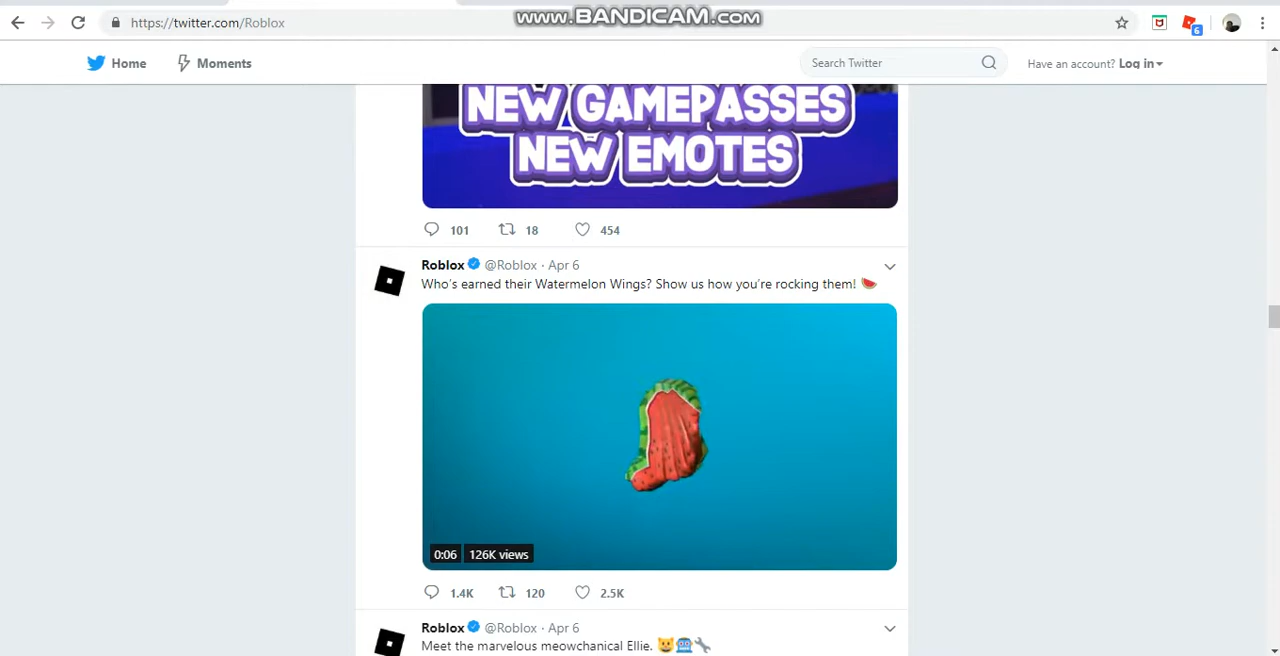 www.BANDICAM.COM
https://twitter.com/Roblox
6
Home Moments Search Twitter Have an account? Log in
NEW GAMEPASSES
NEW EMOTES
101 18 454
Roblox @Roblox · Apr 6
Who's earned their Watermelon Wings? Show us how you're rocking them! 🍉
0:06 126K views
1.4K 120 2.5K
Roblox @Roblox · Apr 6
Meet the marvelous meowchanical Ellie. 😺🤖🔧